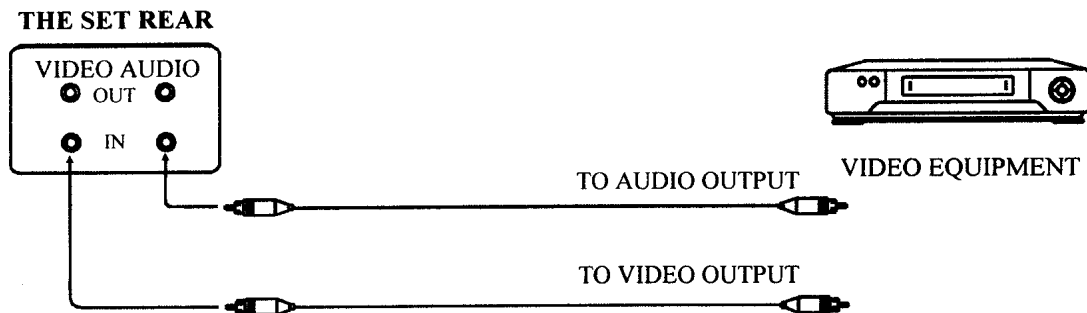 THE SET REAR
VIDEO AUDIO
OUT
IN
TO AUDIO OUTPUT
VIDEO EQUIPMENT
TO VIDEO OUTPUT